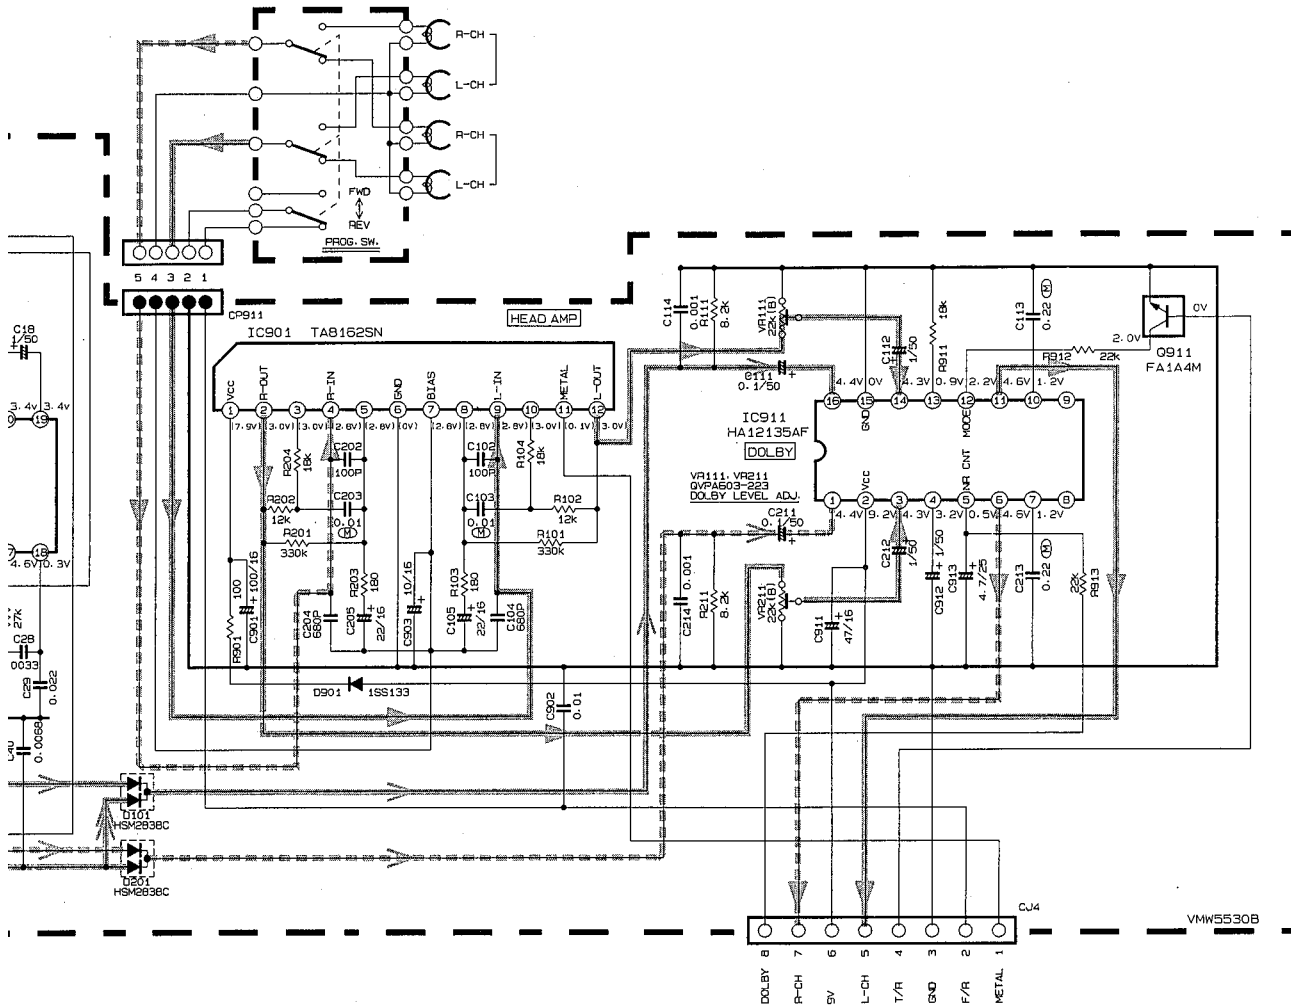 R-CH
L-CH
R-CH
L-CH
FWD
REV
PROG. SW.
5 4 3 2 1
CP911
HEAD AMP
IC901 TA8162SN
Vcc
R-OUT
R-IN
GND
BIAS
L-IN
METAL
L-OUT
1 2 3 4 5 6 7 8 9 10 11 12
(7.9V) (3.0V) (3.0V) (3.0V) (2.8V) (0V) (2.8V) (2.8V) (3.0V) (0.1V) (3.0V)
C18
1/50
3.4V 3.4V
19
18
4.6V 0.3V
27k
C28
0033
C29
0.022
C40
0.0068
R204
18k
C202
100P
R202
12k
C203
0.01
M
R201
330k
C102
100P
R104
18k
C103
0.01
M
R102
12k
R101
330k
100
R901
C901
100/16
C204
680P
R203
180
C205
22/16
C903
10/16
R103
180
C105
22/16
C104
680P
D901
1SS133
C902
0.01
D101
HSM2838C
D201
HSM2838C
C114
0.001
R111
8.2k
VR111
22k(B)
C111
0.1/50
C112
1/50
18k
R911
C113
0.22
M
R912
22k
2.0V
0V
Q911
FA1A4M
4.4V 0V 4.3V 0.9V 2.2V 4.6V 1.2V
16 15 14 13 12 11 10 9
GND
MODE
IC911
HA12135AF
DOLBY
Vcc
NR CNT
VR111, VR211
QVPA603-223
DOLBY LEVEL ADJ.
1 2 3 4 5 6 7 8
4.4V 9.2V 4.3V 3.2V 0.5V 4.6V 1.2V
C211
0.1/50
C214
0.001
R211
8.2k
VR211
22k(B)
C212
1/50
C911
47/16
C912
1/50
C913
4.7/25
C213
0.22
M
22k
R913
CJ4
VMW5530B
8 7 6 5 4 3 2 1
DOLBY
R-CH
9V
L-CH
T/R
GND
F/R
METAL